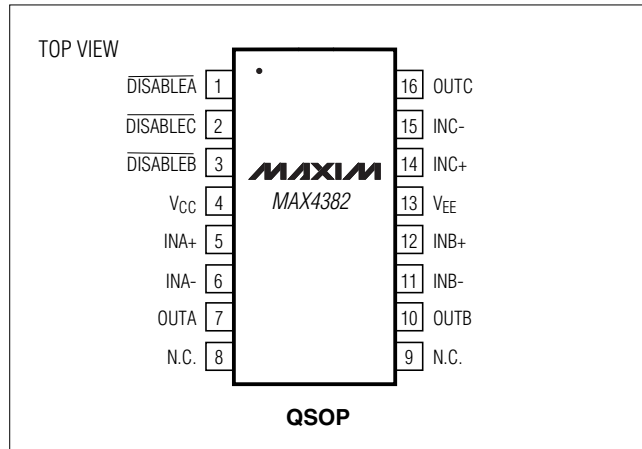 TOP VIEW
DISABLEA 1
DISABLEC 2
DISABLEB 3
VCC 4
INA+ 5
INA- 6
OUTA 7
N.C. 8
MAXIM
MAX4382
16 OUTC
15 INC-
14 INC+
13 VEE
12 INB+
11 INB-
10 OUTB
9 N.C.
QSOP